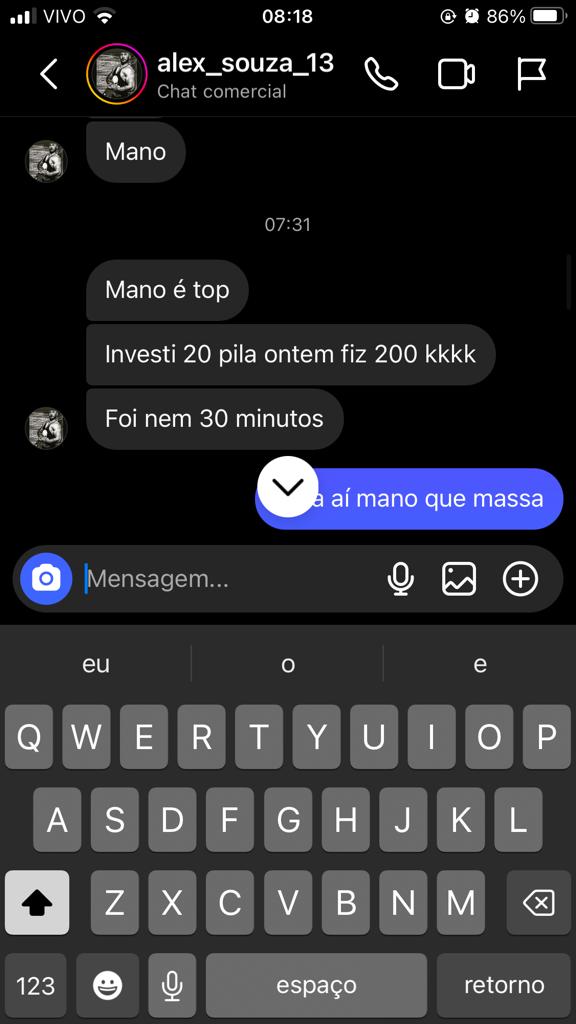 VIVO
08:18
86%
alex_souza_13
Chat comercial
Mano
07:31
Mano é top
Investi 20 pila ontem fiz 200 kkkk
Foi nem 30 minutos
aí mano que massa
Mensagem...
eu o e
Q W E R T Y U I O P
A S D F G H J K L
Z X C V B N M
123 espaço retorno